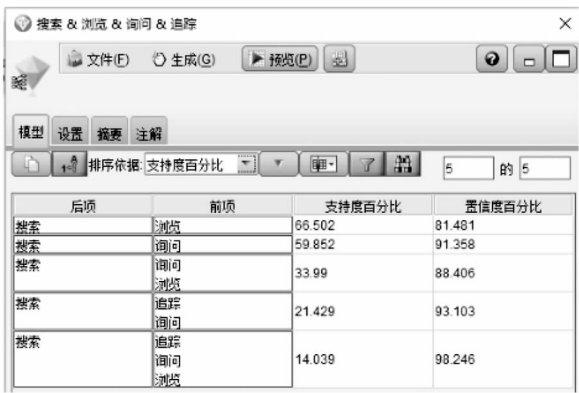 搜索 & 浏览 & 询问 & 追踪
文件(F) 生成(G) 预览(P)
模型 设置 摘要 注解
排序依据: 支持度百分比 5 的 5
后项 前项 支持度百分比 置信度百分比
搜索 浏览 66.502 81.481
搜索 询问 59.852 91.358
搜索 询问
浏览 33.99 88.406
搜索 追踪
询问 21.429 93.103
搜索 追踪
询问 14.039 98.246
浏览